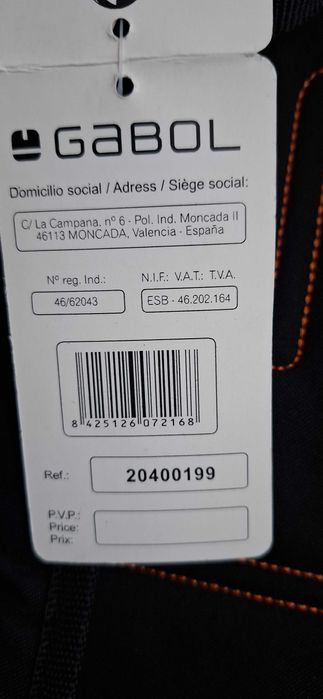 GABOL
Domicilio social / Adress / Siège social:
C/ La Campana, nº 6 - Pol. Ind. Moncada II
46113 MONCADA, Valencia - España
Nº reg. Ind.: N.I.F.: V.A.T.: T.V.A.
46/62043 ESB - 46.202.164
8 425126 072168
Ref.: 20400199
P.V.P.:
Price:
Prix: